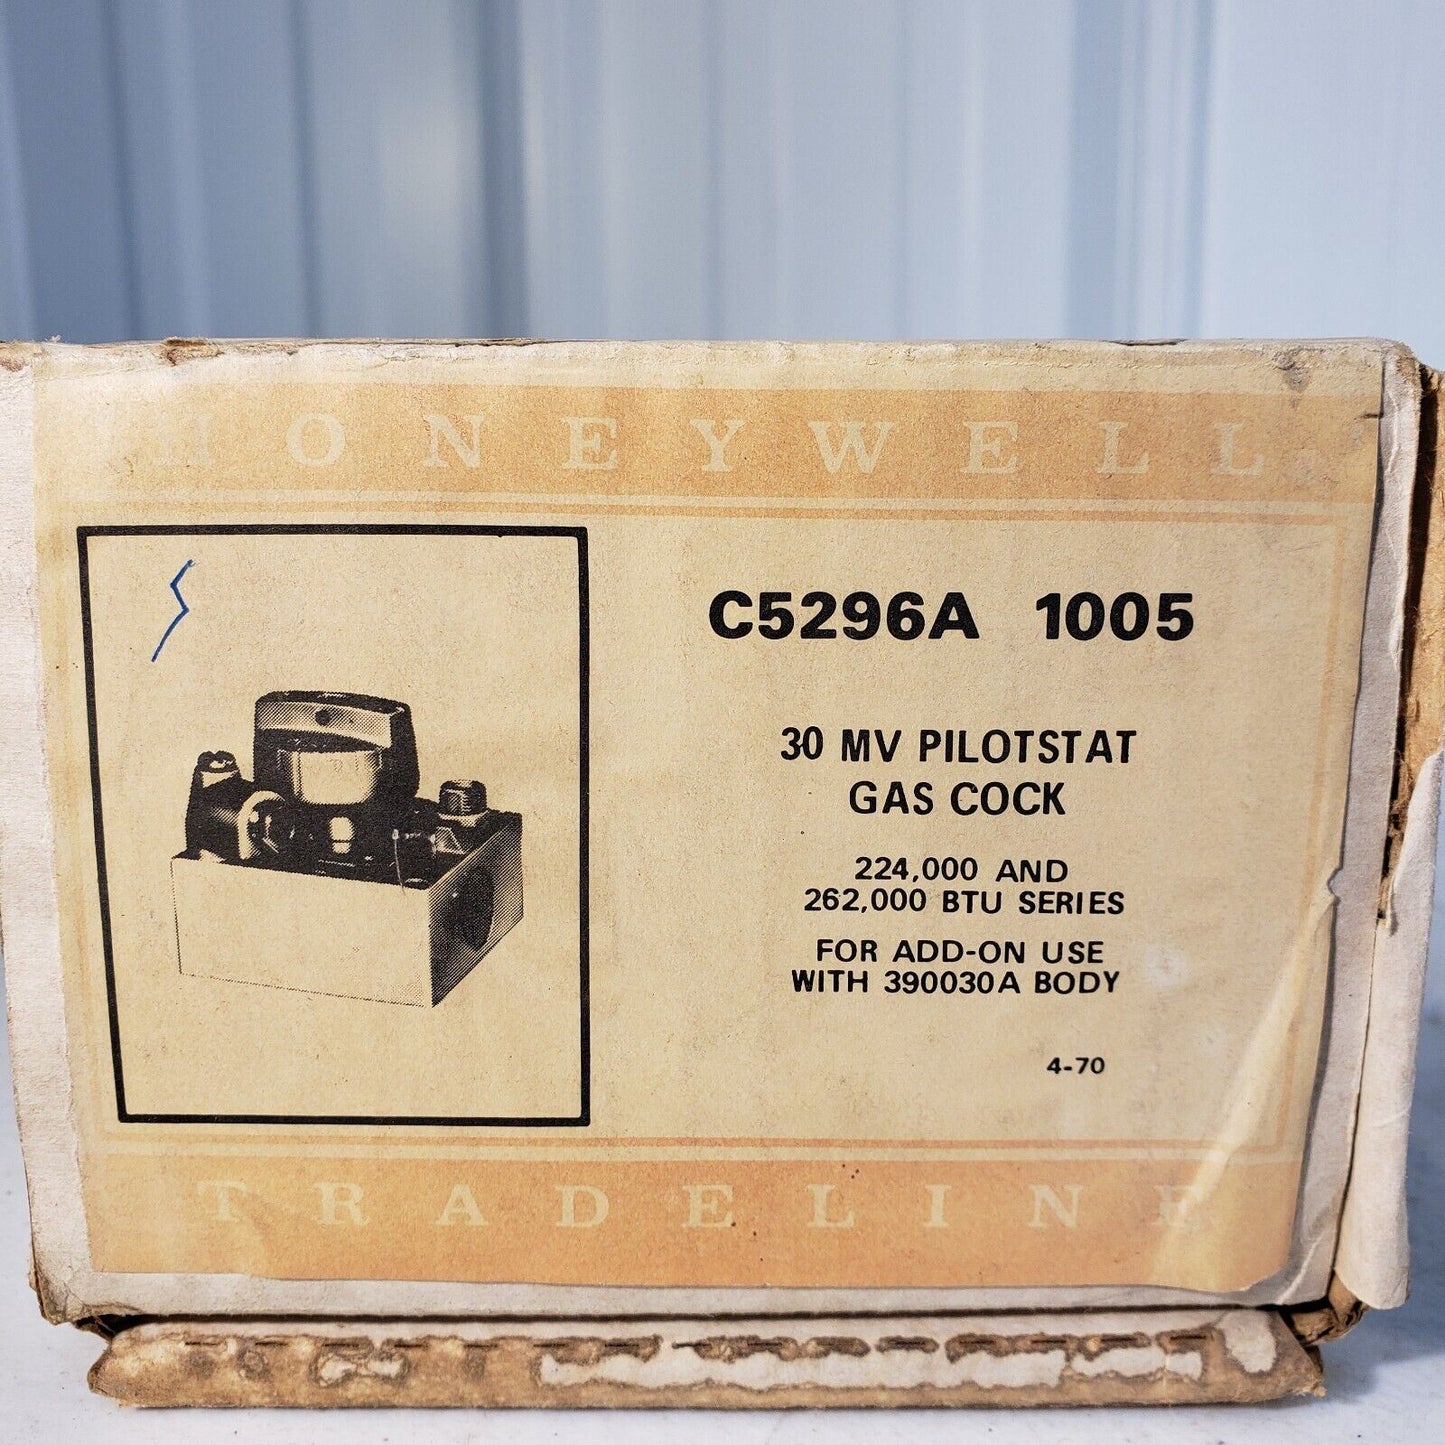 HONEYWELL
C5296A 1005
30 MV PILOTSTAT
GAS COCK
224,000 AND
262,000 BTU SERIES
FOR ADD-ON USE
WITH 390030A BODY
4-70
TRADELINE